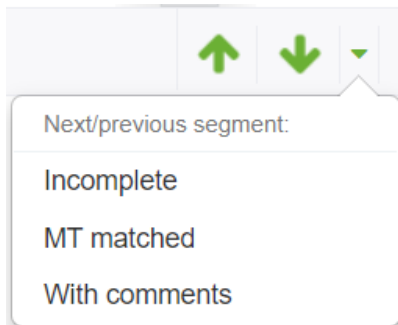 Next/previous segment:
Incomplete
MT matched
With comments